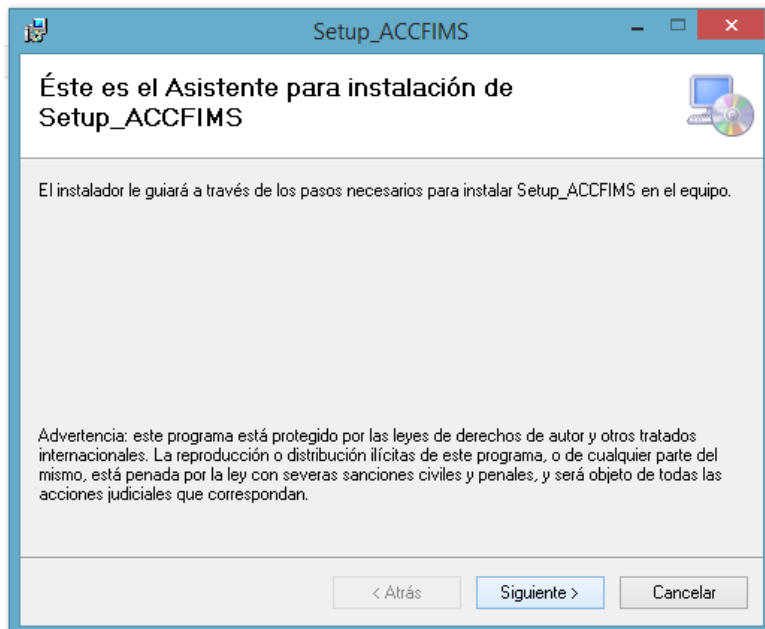 Setup_ACCFIMS
Éste es el Asistente para instalación de
Setup_ACCFIMS
El instalador le guiará a través de los pasos necesarios para instalar Setup_ACCFIMS en el equipo.
Advertencia: este programa está protegido por las leyes de derechos de autor y otros tratados
internacionales. La reproducción o distribución ilícitas de este programa, o de cualquier parte del
mismo, está penada por la ley con severas sanciones civiles y penales, y será objeto de todas las
acciones judiciales que correspondan.
< Atrás Siguiente > Cancelar